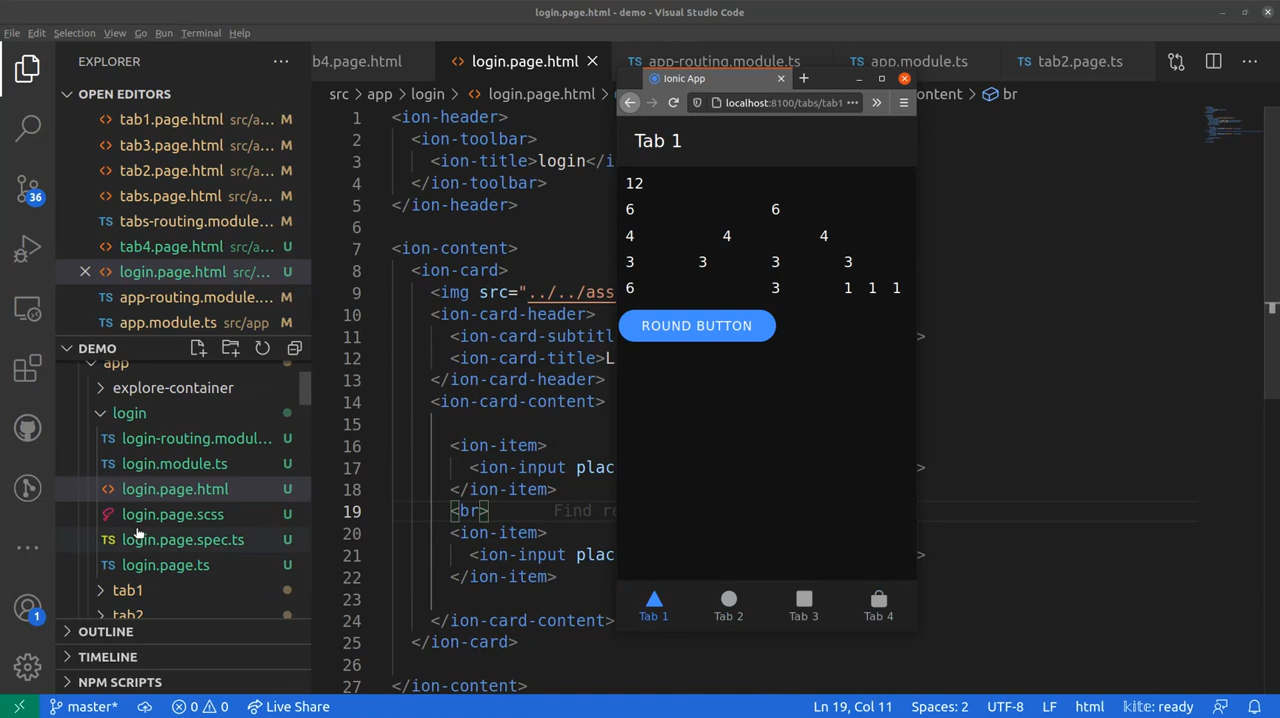 login.page.html - demo - Visual Studio Code
File Edit Selection View Go Run Terminal Help
EXPLORER
OPEN EDITORS
tab1.page.html src/a... M
tab3.page.html src/a... M
tab2.page.html src/a... M
tabs.page.html src/a... M
tabs-routing.module... M
tab4.page.html src/a... U
login.page.html src/... U
app-routing.module.... M
app.module.ts src/app M
DEMO
app
explore-container
login
login-routing.modul... U
login.module.ts U
login.page.html U
login.page.scss U
login.page.spec.ts U
login.page.ts U
tab1
tab2
OUTLINE
TIMELINE
NPM SCRIPTS
36
1
b4.page.html
login.page.html
app-routing.module.ts
app.module.ts
tab2.page.ts
src > app > login > login.page.html > ontent > br
1 <ion-header>
2 <ion-toolbar>
3 <ion-title>login</i
4 </ion-toolbar>
5 </ion-header>
6
7 <ion-content>
8 <ion-card>
9 <img src="../../ass
10 <ion-card-header>
11 <ion-card-subtitl >
12 <ion-card-title>L
13 </ion-card-header>
14 <ion-card-content>
15
16 <ion-item>
17 <ion-input plac >
18 </ion-item>
19 <br> Find re
20 <ion-item>
21 <ion-input plac >
22 </ion-item>
23
24 </ion-card-content>
25 </ion-card>
26
27 </ion-content>
Ionic App
localhost:8100/tabs/tab1
Tab 1
12
6 6
4 4 4
3 3 3 3
6 3 1 1 1
ROUND BUTTON
Tab 1 Tab 2 Tab 3 Tab 4
master* 0 0 Live Share Ln 19, Col 11 Spaces: 2 UTF-8 LF html kite: ready